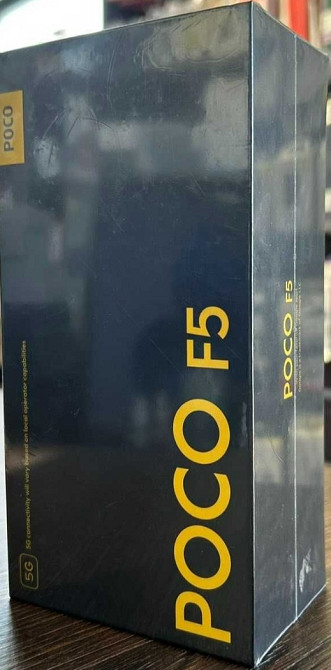 POCO
5G
5G connectivity will vary based on local operator capabilities
POCO F5
POCO F5